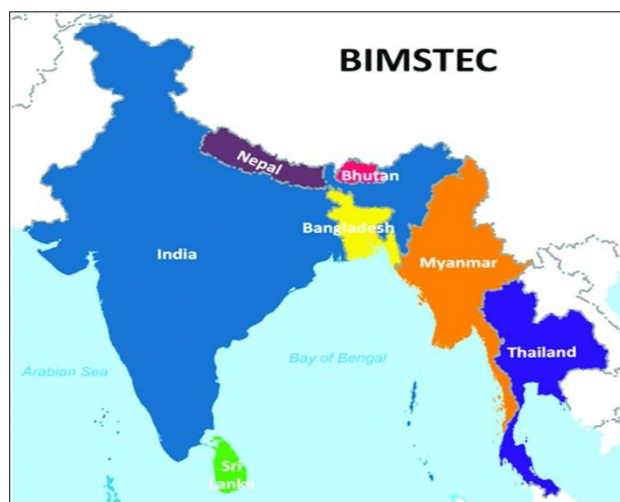 BIMSTEC
Nepal
Bhutan
Bangladesh
India
Myanmar
Thailand
Arabian Sea
Bay of Bengal
Sri
Lanka